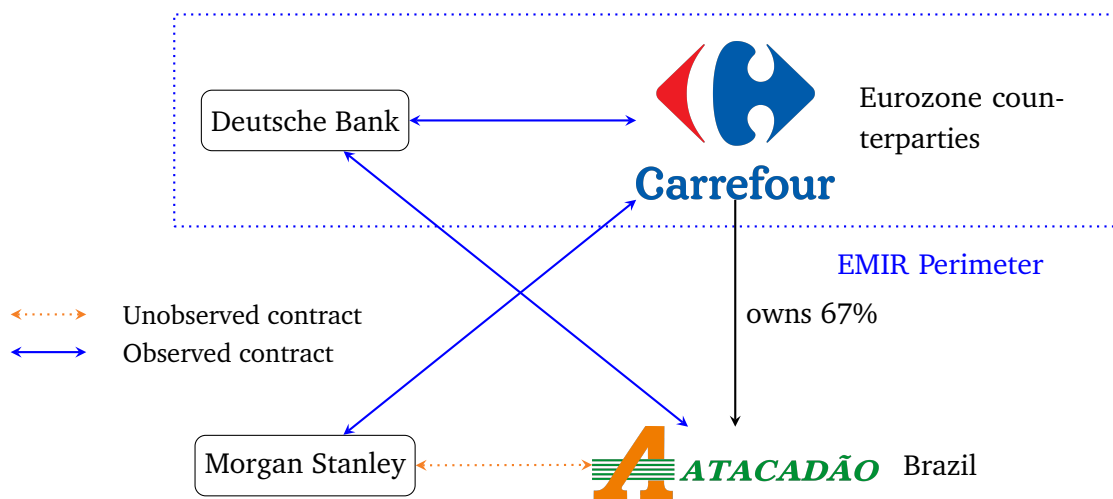 Deutsche Bank
Carrefour
Eurozone coun-
terparties
EMIR Perimeter
owns 67%
Unobserved contract
Observed contract
Morgan Stanley
A ATACADÃO
Brazil